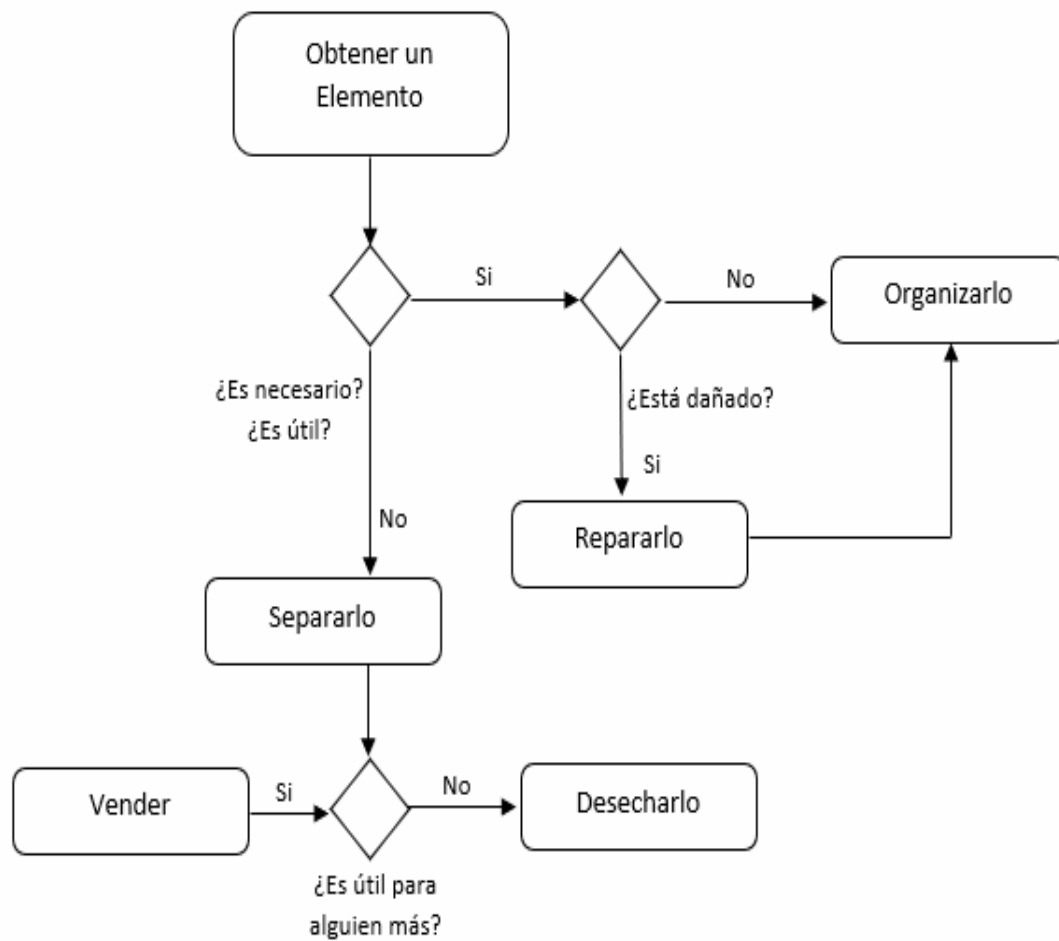 Obtener un
Elemento
Si
No
Organizarlo
¿Es necesario?
¿Es útil?
¿Está dañado?
Si
No
Repararlo
Separarlo
Vender
Si
No
Desecharlo
¿Es útil para
alguien más?